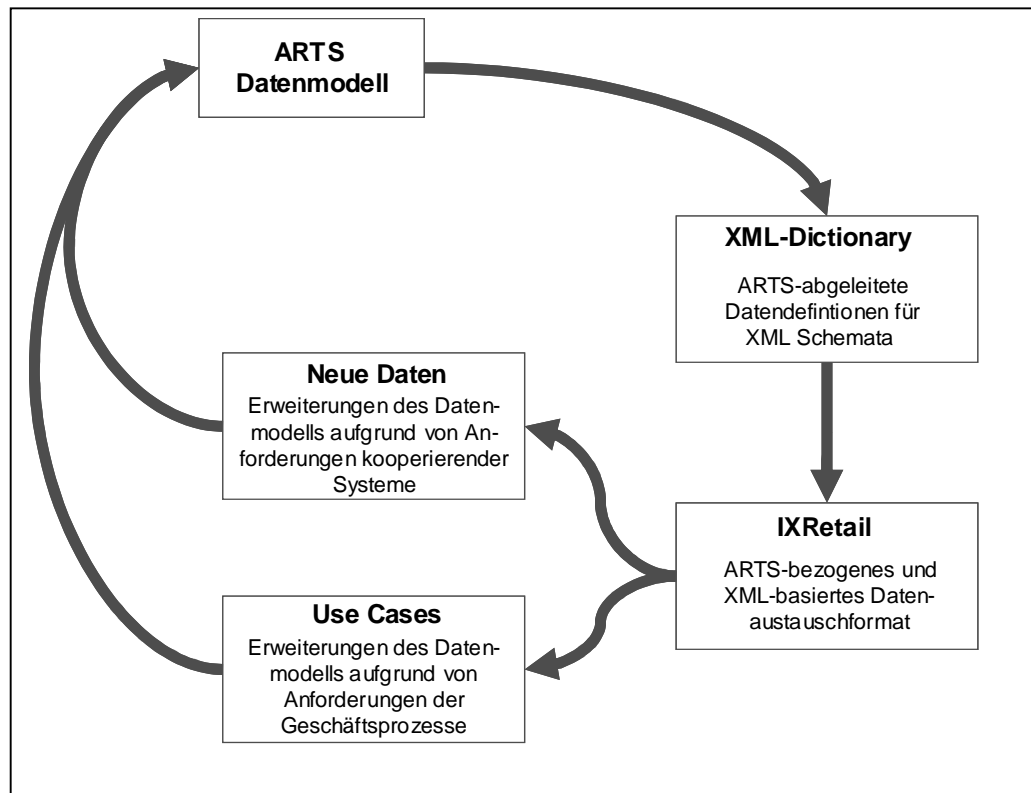 ARTS
Datenmodell
XML-Dictionary
ARTS-abgeleitete
Datendefintionen für
XML Schemata
Neue Daten
Erweiterungen des Daten-
modells aufgrund von An-
forderungen kooperierender
Systeme
IXRetail
ARTS-bezogenes und
XML-basiertes Daten-
austauschformat
Use Cases
Erweiterungen des Daten-
modells aufgrund von
Anforderungen der
Geschäftsprozesse